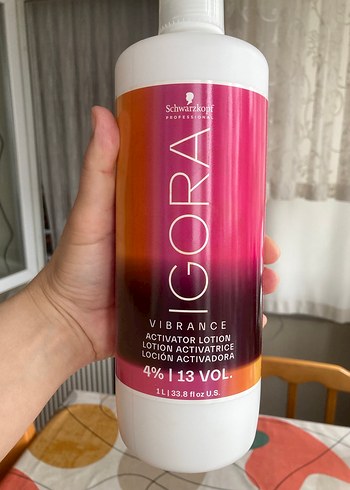 Schwarzkopf
PROFESSIONAL
IGORA
VIBRANCE
ACTIVATOR LOTION
LOTION ACTIVATRICE
LOCIÓN ACTIVADORA
4% | 13 VOL.
1 L | 33.8 fl oz U.S.